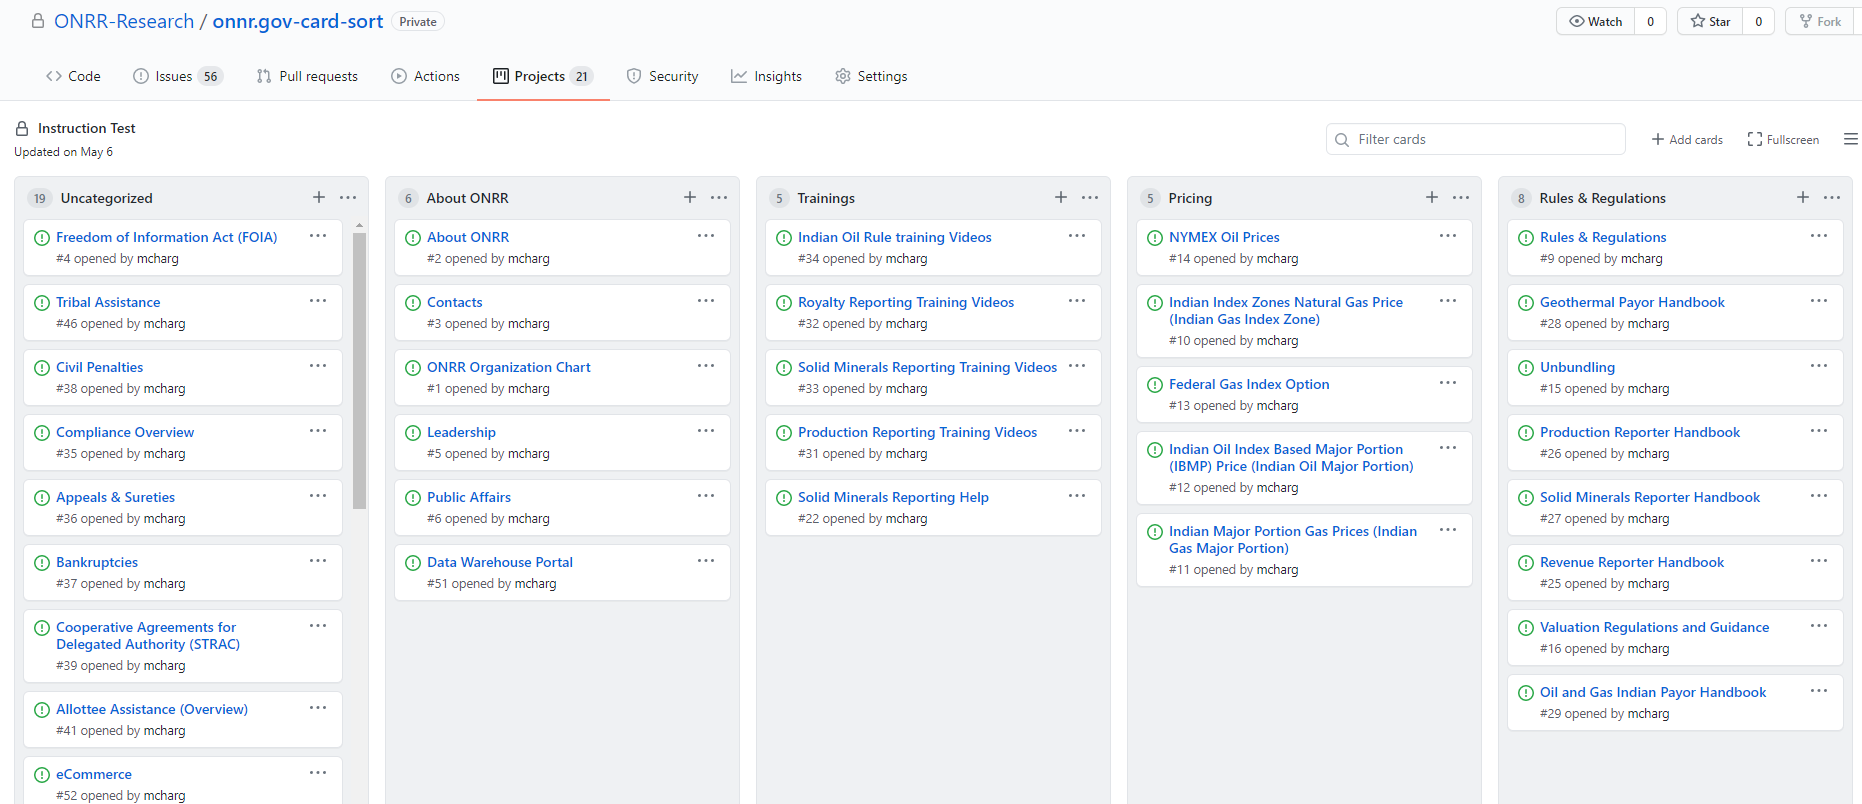 ONRR-Research / onnr.gov-card-sort Private
Watch 0 Star 0 Fork
Code Issues 56 Pull requests Actions Projects 21 Security Insights Settings
Instruction Test
Updated on May 6
Filter cards
Add cards
Fullscreen
19 Uncategorized
Freedom of Information Act (FOIA)
#4 opened by mcharg
Tribal Assistance
#46 opened by mcharg
Civil Penalties
#38 opened by mcharg
Compliance Overview
#35 opened by mcharg
Appeals & Sureties
#36 opened by mcharg
Bankruptcies
#37 opened by mcharg
Cooperative Agreements for
Delegated Authority (STRAC)
#39 opened by mcharg
Allottee Assistance (Overview)
#41 opened by mcharg
eCommerce
#52 opened by mcharg
6 About ONRR
About ONRR
#2 opened by mcharg
Contacts
#3 opened by mcharg
ONRR Organization Chart
#1 opened by mcharg
Leadership
#5 opened by mcharg
Public Affairs
#6 opened by mcharg
Data Warehouse Portal
#51 opened by mcharg
5 Trainings
Indian Oil Rule training Videos
#34 opened by mcharg
Royalty Reporting Training Videos
#32 opened by mcharg
Solid Minerals Reporting Training Videos
#33 opened by mcharg
Production Reporting Training Videos
#31 opened by mcharg
Solid Minerals Reporting Help
#22 opened by mcharg
5 Pricing
NYMEX Oil Prices
#14 opened by mcharg
Indian Index Zones Natural Gas Price
(Indian Gas Index Zone)
#10 opened by mcharg
Federal Gas Index Option
#13 opened by mcharg
Indian Oil Index Based Major Portion
(IBMP) Price (Indian Oil Major Portion)
#12 opened by mcharg
Indian Major Portion Gas Prices (Indian
Gas Major Portion)
#11 opened by mcharg
8 Rules & Regulations
Rules & Regulations
#9 opened by mcharg
Geothermal Payor Handbook
#28 opened by mcharg
Unbundling
#15 opened by mcharg
Production Reporter Handbook
#26 opened by mcharg
Solid Minerals Reporter Handbook
#27 opened by mcharg
Revenue Reporter Handbook
#25 opened by mcharg
Valuation Regulations and Guidance
#16 opened by mcharg
Oil and Gas Indian Payor Handbook
#29 opened by mcharg